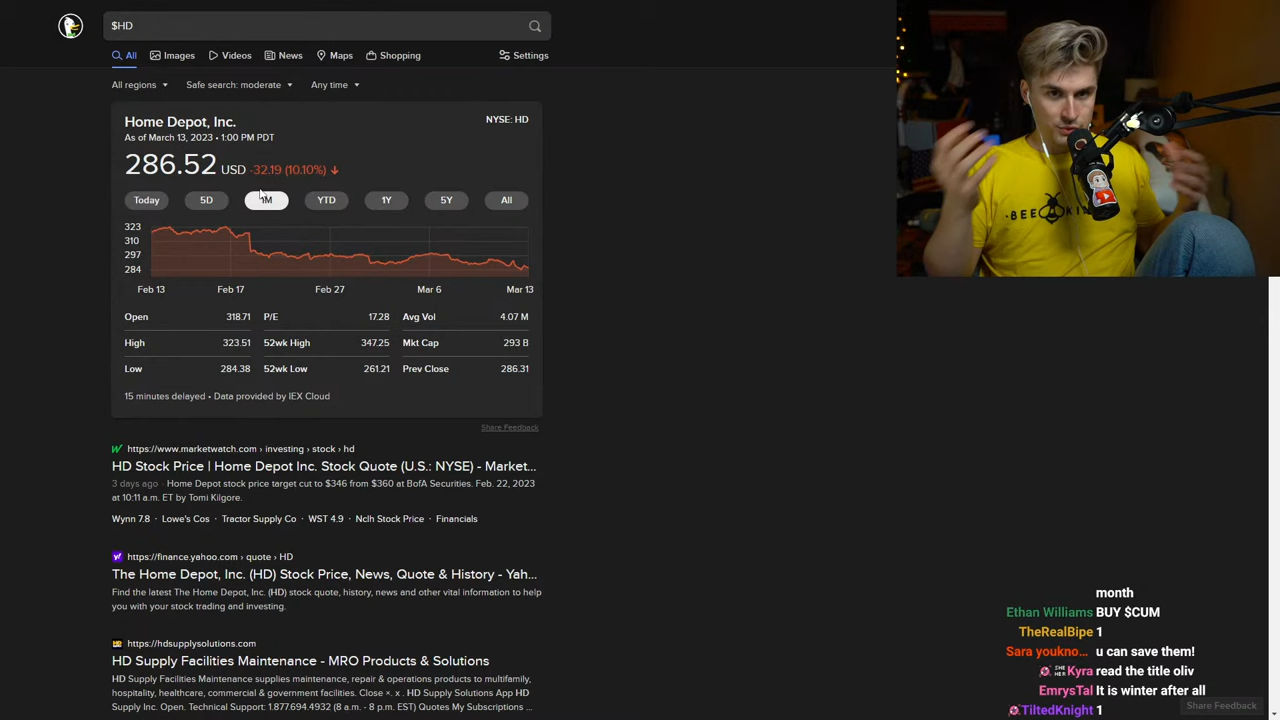 $HD
All Images Videos News Maps Shopping Settings
All regions Safe search: moderate Any time
Home Depot, Inc. NYSE: HD
As of March 13, 2023 • 1:00 PM PDT
286.52 USD -32.19 (10.10%) ↓
Today 5D 1M YTD 1Y 5Y All
323
310
297
284
Feb 13 Feb 17 Feb 27 Mar 6 Mar 13
Open 318.71 P/E 17.28 Avg Vol 4.07 M
High 323.51 52wk High 347.25 Mkt Cap 293 B
Low 284.38 52wk Low 261.21 Prev Close 286.31
15 minutes delayed • Data provided by IEX Cloud
Share Feedback
https://www.marketwatch.com › investing › stock › hd
HD Stock Price | Home Depot Inc. Stock Quote (U.S.: NYSE) - Market...
3 days ago · Home Depot stock price target cut to $346 from $360 at BofA Securities. Feb. 22, 2023
at 10:11 a.m. ET by Tomi Kilgore.
Wynn 7.8 · Lowe's Cos · Tractor Supply Co · WST 4.9 · Nclh Stock Price · Financials
https://finance.yahoo.com › quote › HD
The Home Depot, Inc. (HD) Stock Price, News, Quote & History - Yah...
Find the latest The Home Depot, Inc. (HD) stock quote, history, news and other vital information to help
you with your stock trading and investing.
https://hdsupplysolutions.com
HD Supply Facilities Maintenance - MRO Products & Solutions
HD Supply Facilities Maintenance supplies maintenance, repair & operations products to multifamily,
hospitality, healthcare, commercial & government facilities. Close ×. x . HD Supply Solutions App HD
Supply Inc. Open. Technical Support: 1.877.694.4932 (8 a.m. - 8 p.m. EST) Quotes My Subscriptions ...
BEE KIN
month
Ethan Williams BUY $CUM
TheRealBipe 1
Sara youkno... u can save them!
SHE HER Kyra read the title oliv
EmrysTal It is winter after all
TiltedKnight 1
Share Feedback